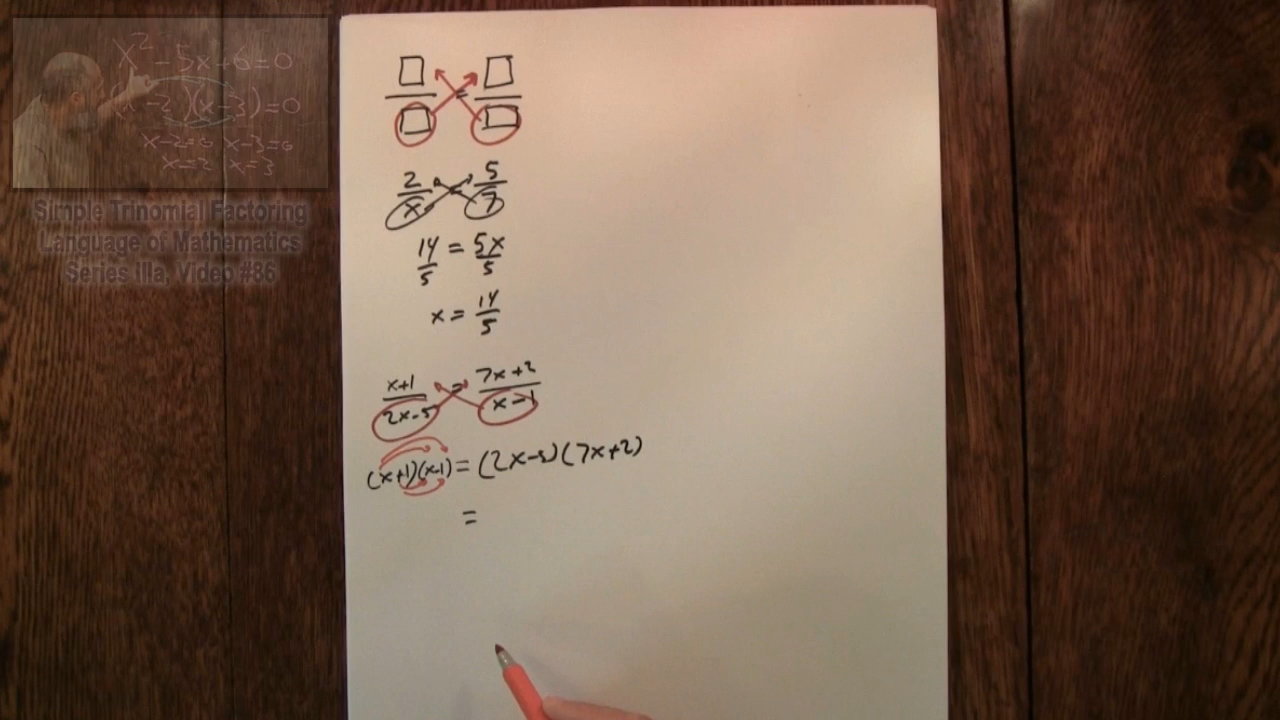 x² - 5x + 6 = 0
(x - 2)(x - 3) = 0
x - 2 = 0 x - 3 = 0
x = 2 x = 3
Simple Trinomial Factoring
Language of Mathematics
Series IIIa, Video #86
□/□ = □/□
2/x = 5/7
14/5 = 5x/5
x = 14/5
x+1/2x-5 = 7x+2/x-1
(x+1)(x-1) = (2x-5)(7x+2)
=